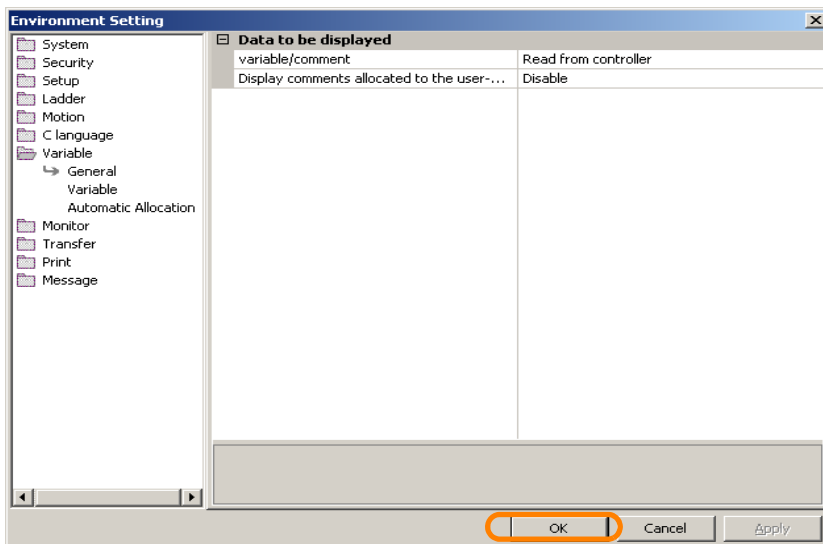 Environment Setting
System
Security
Setup
Ladder
Motion
C language
Variable
General
Variable
Automatic Allocation
Monitor
Transfer
Print
Message
Data to be displayed
variable/comment Read from controller
Display comments allocated to the user-... Disable
OK Cancel Apply